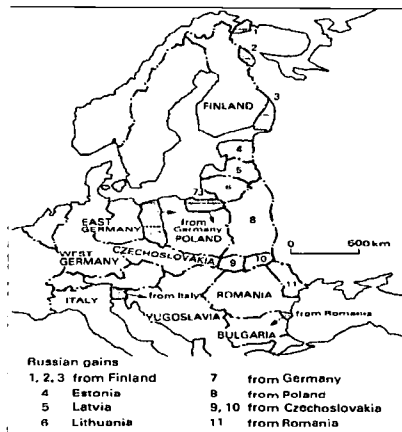 1
2
3
FINLAND
4
5
6
73
EAST
GERMANY
from
Germany
POLAND
8
0 600km
WEST
GERMANY
CZECHOSLOVAKIA
9 10
11
ITALY
from Italy
ROMANIA
from Romania
YUGOSLAVIA
BULGARIA
Russian gains
1, 2, 3 from Finland
4 Estonia
5 Latvia
6 Lithuania
7 from Germany
8 from Poland
9, 10 from Czechoslovakia
11 from Romania